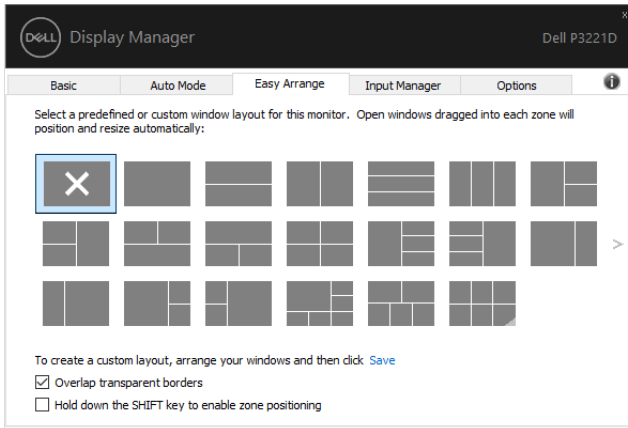 DELL Display Manager Dell P3221D
Basic Auto Mode Easy Arrange Input Manager Options
Select a predefined or custom window layout for this monitor. Open windows dragged into each zone will
position and resize automatically:
To create a custom layout, arrange your windows and then click Save
Overlap transparent borders
Hold down the SHIFT key to enable zone positioning